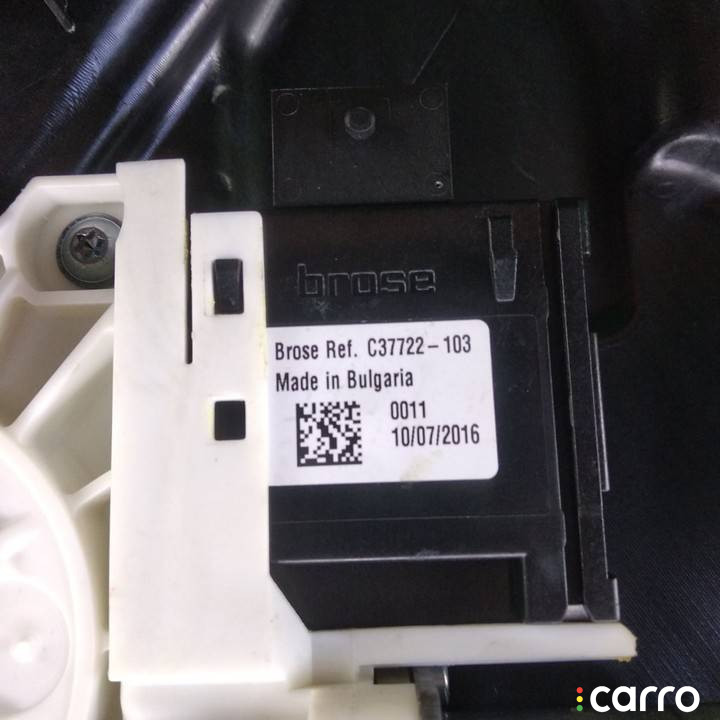 brose
Brose Ref. C37722-103
Made in Bulgaria
0011
10/07/2016
carro